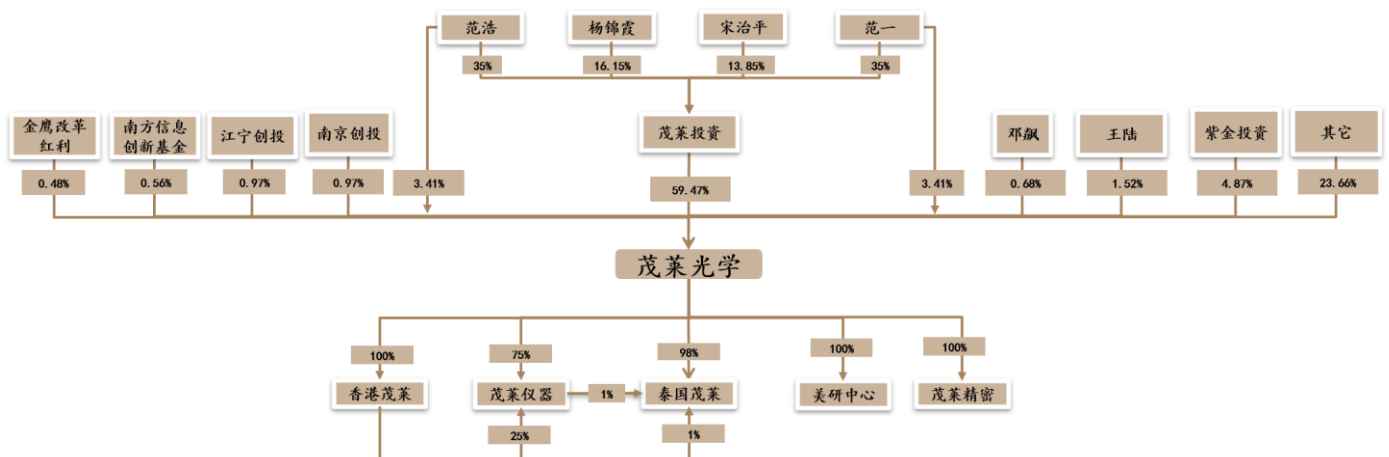 范浩
杨锦霞
宋治平
范一
35%
16.15%
13.85%
35%
金鹰改革
红利
南方信息
创新基金
江宁创投
南京创投
茂莱投资
邓飙
王陆
紫金投资
其它
0.48%
0.56%
0.97%
0.97%
3.41%
59.47%
3.41%
0.68%
1.52%
4.87%
23.66%
茂莱光学
100%
75%
98%
100%
100%
香港茂莱
茂莱仪器
1%
泰国茂莱
美研中心
茂莱精密
25%
1%